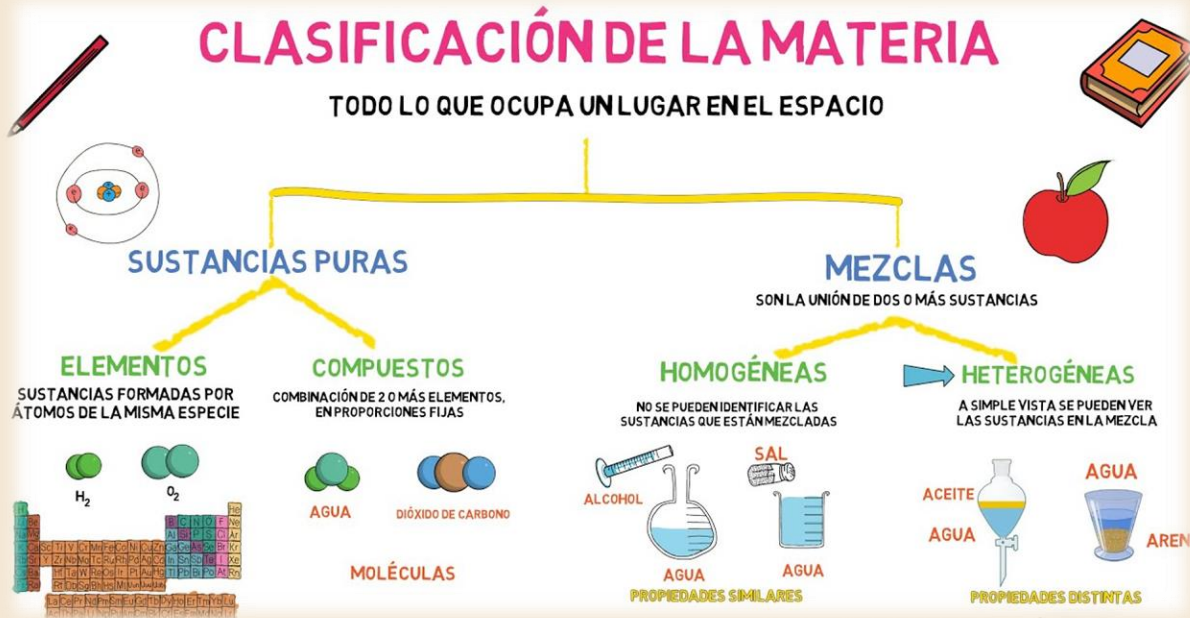 CLASIFICACIÓN DE LA MATERIA
TODO LO QUE OCUPA UN LUGAR EN EL ESPACIO
SUSTANCIAS PURAS
ELEMENTOS
SUSTANCIAS FORMADAS POR
ÁTOMOS DE LA MISMA ESPECIE
H2
O2
COMPUESTOS
COMBINACIÓN DE 2 O MÁS ELEMENTOS,
EN PROPORCIONES FIJAS
AGUA
DIÓXIDO DE CARBONO
MOLÉCULAS
MEZCLAS
SON LA UNIÓN DE DOS O MÁS SUSTANCIAS
HOMOGÉNEAS
NO SE PUEDEN IDENTIFICAR LAS
SUSTANCIAS QUE ESTÁN MEZCLADAS
ALCOHOL
AGUA
SAL
AGUA
PROPIEDADES SIMILARES
HETEROGÉNEAS
A SIMPLE VISTA SE PUEDEN VER
LAS SUSTANCIAS EN LA MEZCLA
ACEITE
AGUA
AGUA
AREN
PROPIEDADES DISTINTAS